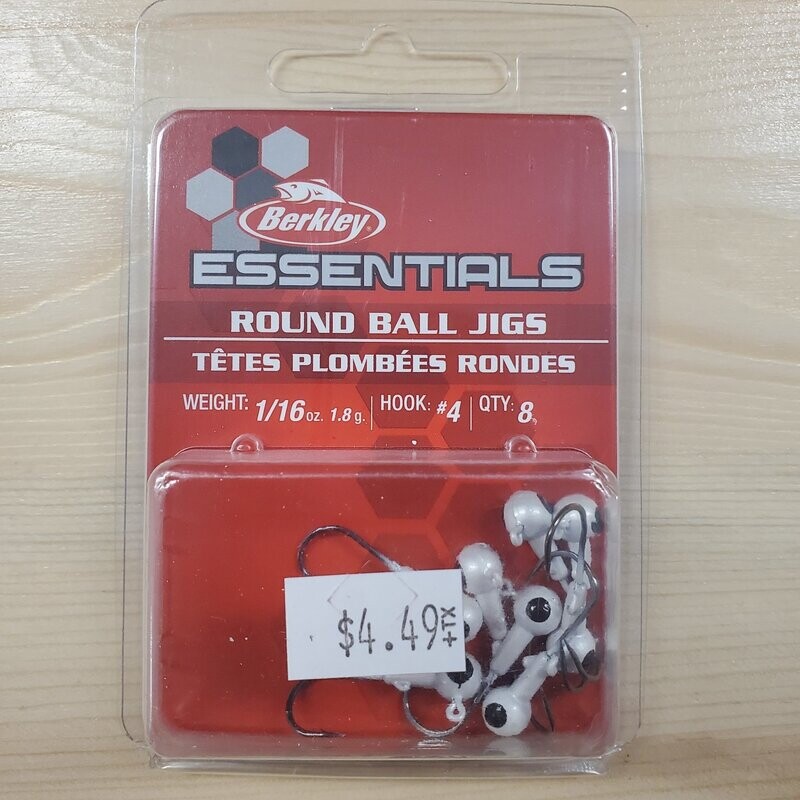 Berkley®
ESSENTIALS
ROUND BALL JIGS
TÊTES PLOMBÉES RONDES
WEIGHT: 1/16 oz. 1.8 g. HOOK: #4 QTY: 8
$4.49 +TX